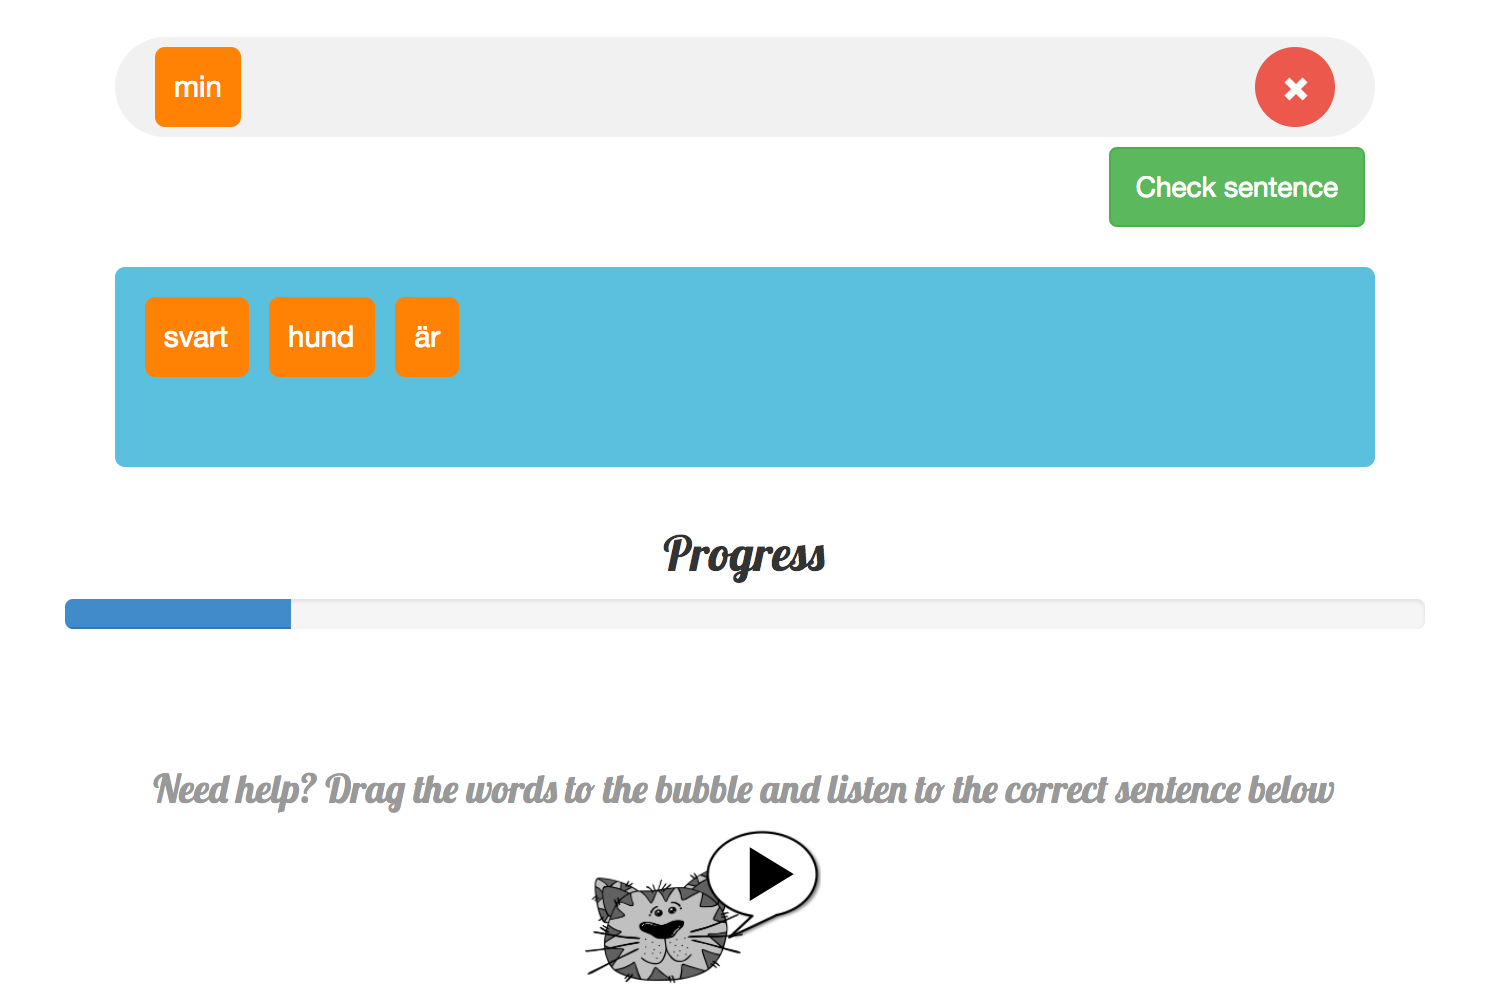 min
Check sentence
svart hund är
Progress
Need help? Drag the words to the bubble and listen to the correct sentence below